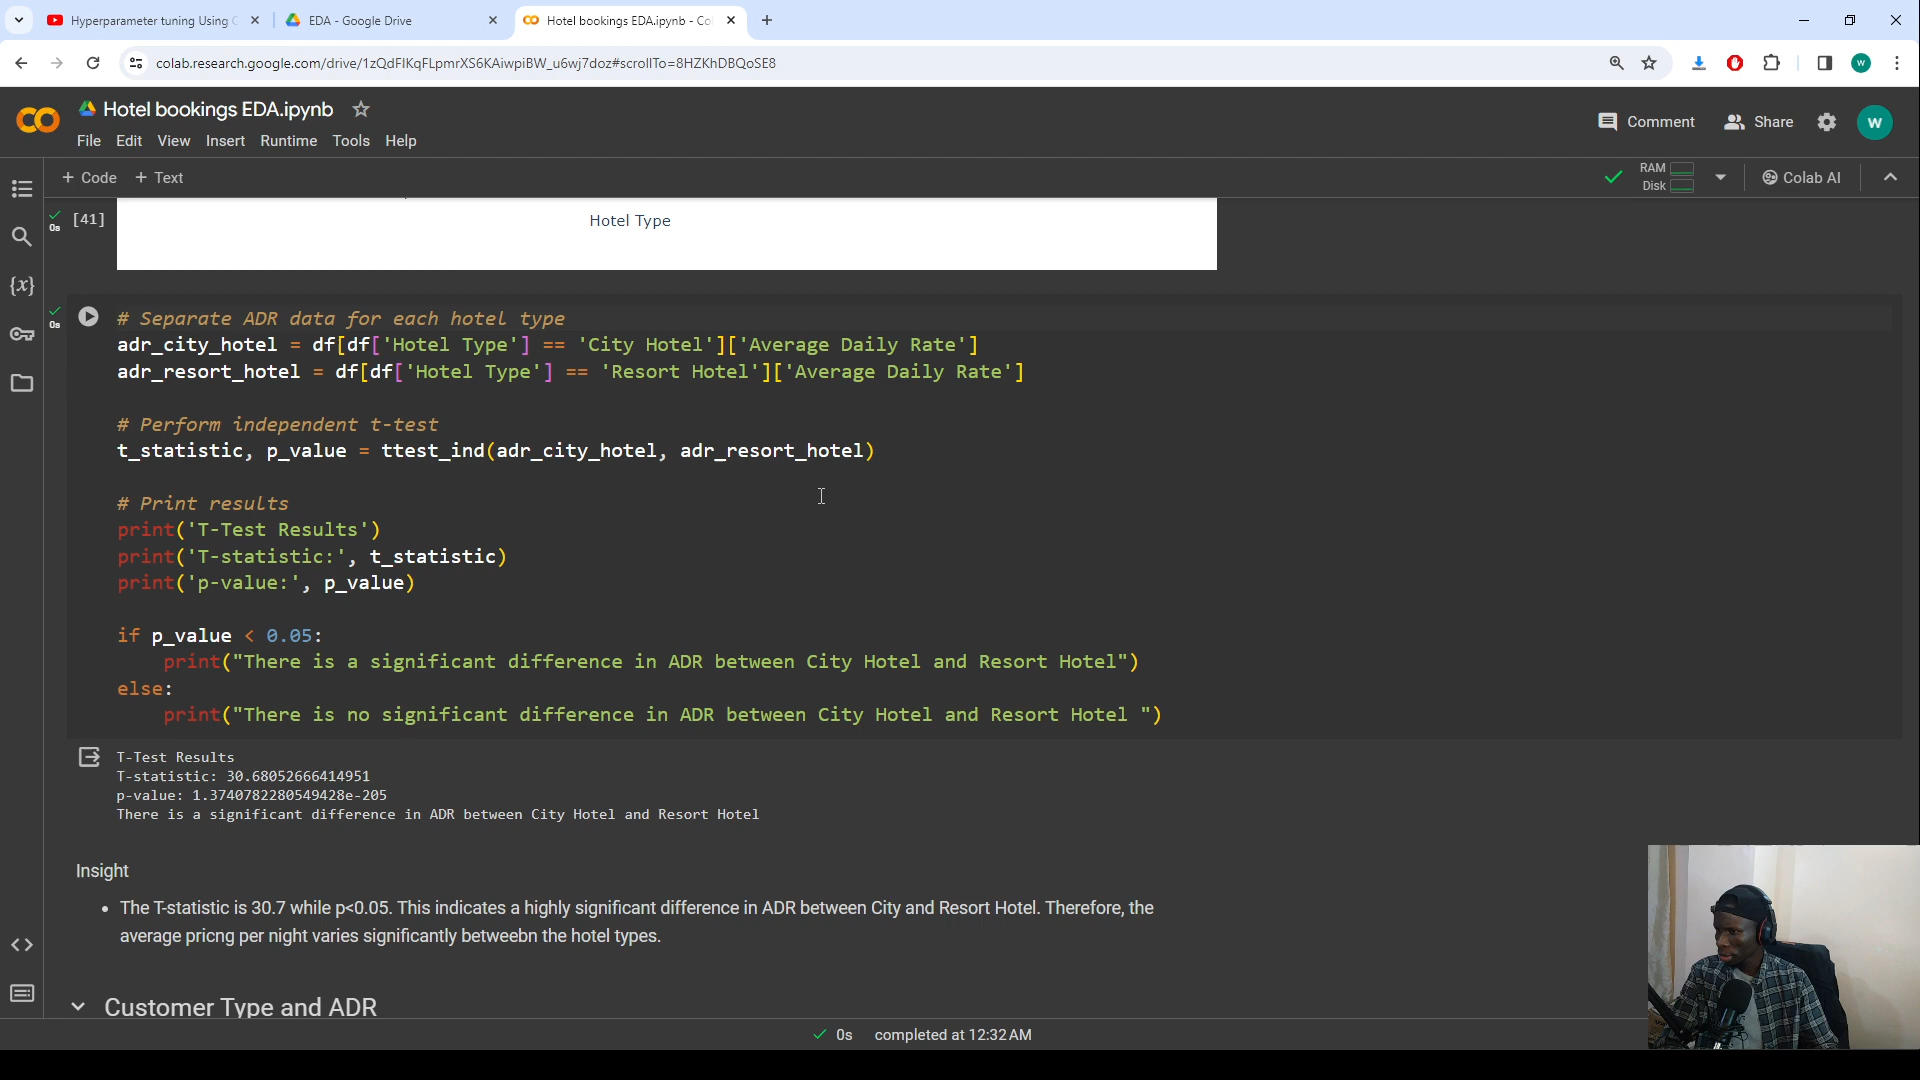 Hyperparameter tuning Using
EDA - Google Drive
Hotel bookings EDA.ipynb - Co
colab.research.google.com/drive/1zQdFIKqFLpmrXS6KAiwpiBW_u6wj7doz#scrollTo=8HZKhDBQoSE8
W
CO
Hotel bookings EDA.ipynb
Comment
Share
W
File Edit View Insert Runtime Tools Help
+ Code + Text
RAM
Disk
Colab AI
0s
[41]
Hotel Type
{x}
0s
# Separate ADR data for each hotel type
adr_city_hotel = df[df['Hotel Type'] == 'City Hotel']['Average Daily Rate']
adr_resort_hotel = df[df['Hotel Type'] == 'Resort Hotel']['Average Daily Rate']
# Perform independent t-test
t_statistic, p_value = ttest_ind(adr_city_hotel, adr_resort_hotel)
# Print results
print('T-Test Results')
print('T-statistic:', t_statistic)
print('p-value:', p_value)
if p_value < 0.05:
print("There is a significant difference in ADR between City Hotel and Resort Hotel")
else:
print("There is no significant difference in ADR between City Hotel and Resort Hotel ")
T-Test Results
T-statistic: 30.68052666414951
p-value: 1.3740782280549428e-205
There is a significant difference in ADR between City Hotel and Resort Hotel
Insight
• The T-statistic is 30.7 while p<0.05. This indicates a highly significant difference in ADR between City and Resort Hotel. Therefore, the
average pricng per night varies significantly betweebn the hotel types.
Customer Type and ADR
0s completed at 12:32 AM